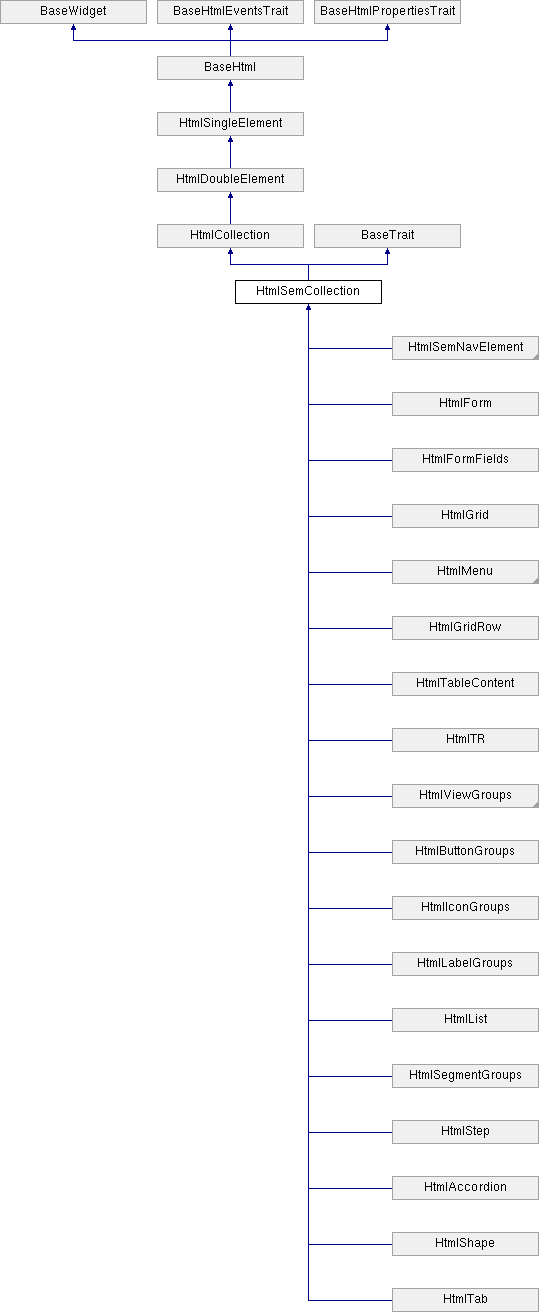 BaseWidget
BaseHtmlEventsTrait
BaseHtmlPropertiesTrait
BaseHtml
HtmlSingleElement
HtmlDoubleElement
HtmlCollection
BaseTrait
HtmlSemCollection
HtmlSemNavElement
HtmlForm
HtmlFormFields
HtmlGrid
HtmlMenu
HtmlGridRow
HtmlTableContent
HtmlTR
HtmlViewGroups
HtmlButtonGroups
HtmlIconGroups
HtmlLabelGroups
HtmlList
HtmlSegmentGroups
HtmlStep
HtmlAccordion
HtmlShape
HtmlTab